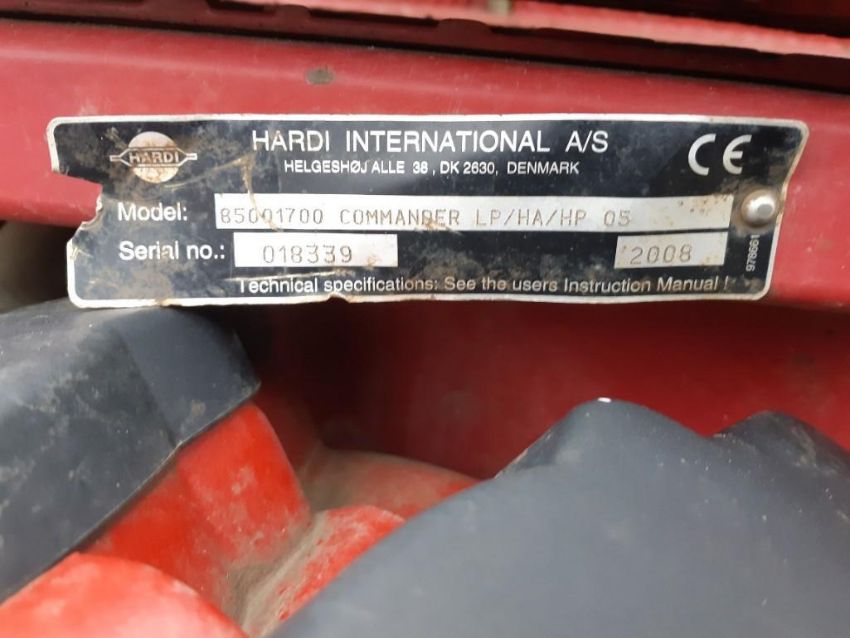 HARDI
HARDI INTERNATIONAL A/S
HELGESHØJ ALLE 38, DK 2630, DENMARK
CE
Model: 85001700 COMMANDER LP/HA/HP 05
Serial no.: 018339 2008
978661
Technical specifications: See the users Instruction Manual !